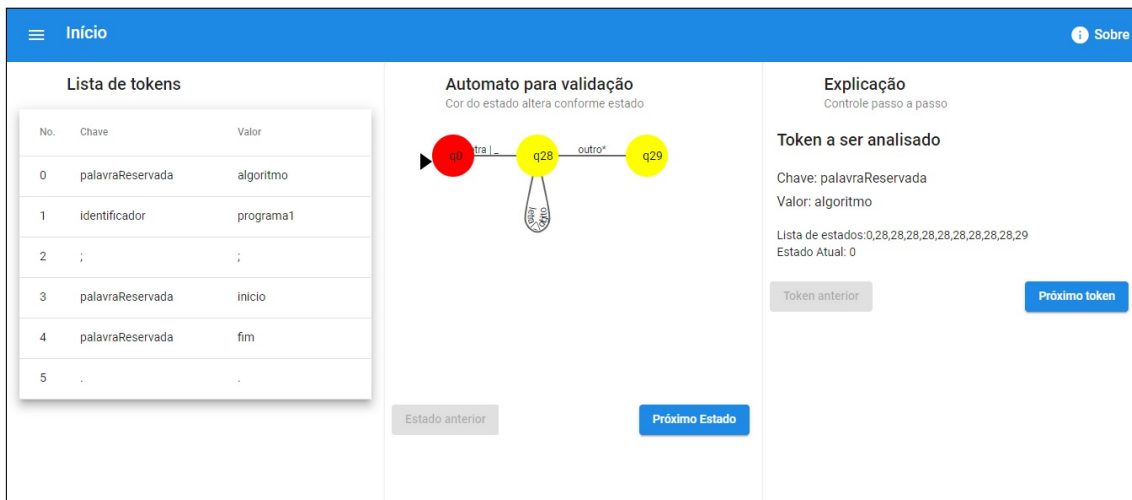 Início
Sobre
Lista de tokens
No. Chave Valor
0 palavraReservada algoritmo
1 identificador programa1
2 ; ;
3 palavraReservada inicio
4 palavraReservada fim
5 . .
Automato para validação
Cor do estado altera conforme estado
q0 tra | _ q28 outro* q29
Estado anterior
Próximo Estado
Explicação
Controle passo a passo
Token a ser analisado
Chave: palavraReservada
Valor: algoritmo
Lista de estados:0,28,28,28,28,28,28,28,28,28,29
Estado Atual: 0
Token anterior
Próximo token